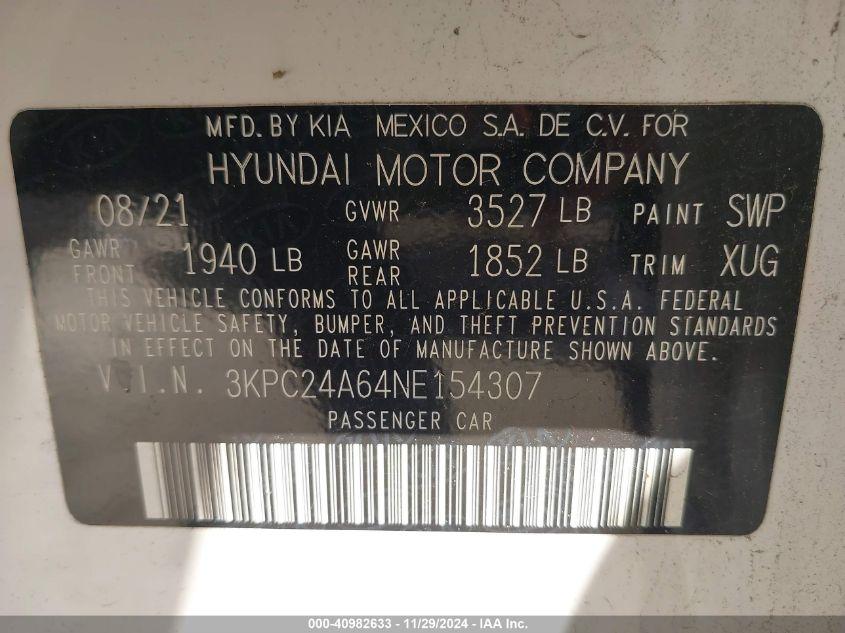 MFD. BY KIA MEXICO S.A. DE C.V. FOR
HYUNDAI MOTOR COMPANY
08/21 GVWR 3527 LB PAINT SWP
GAWR FRONT 1940 LB GAWR REAR 1852 LB TRIM XUG
THIS VEHICLE CONFORMS TO ALL APPLICABLE U.S.A. FEDERAL
MOTOR VEHICLE SAFETY, BUMPER, AND THEFT PREVENTION STANDARDS
IN EFFECT ON THE DATE OF MANUFACTURE SHOWN ABOVE.
V.I.N. 3KPC24A64NE154307
PASSENGER CAR
000-40982633 - 11/29/2024 - IAA Inc.